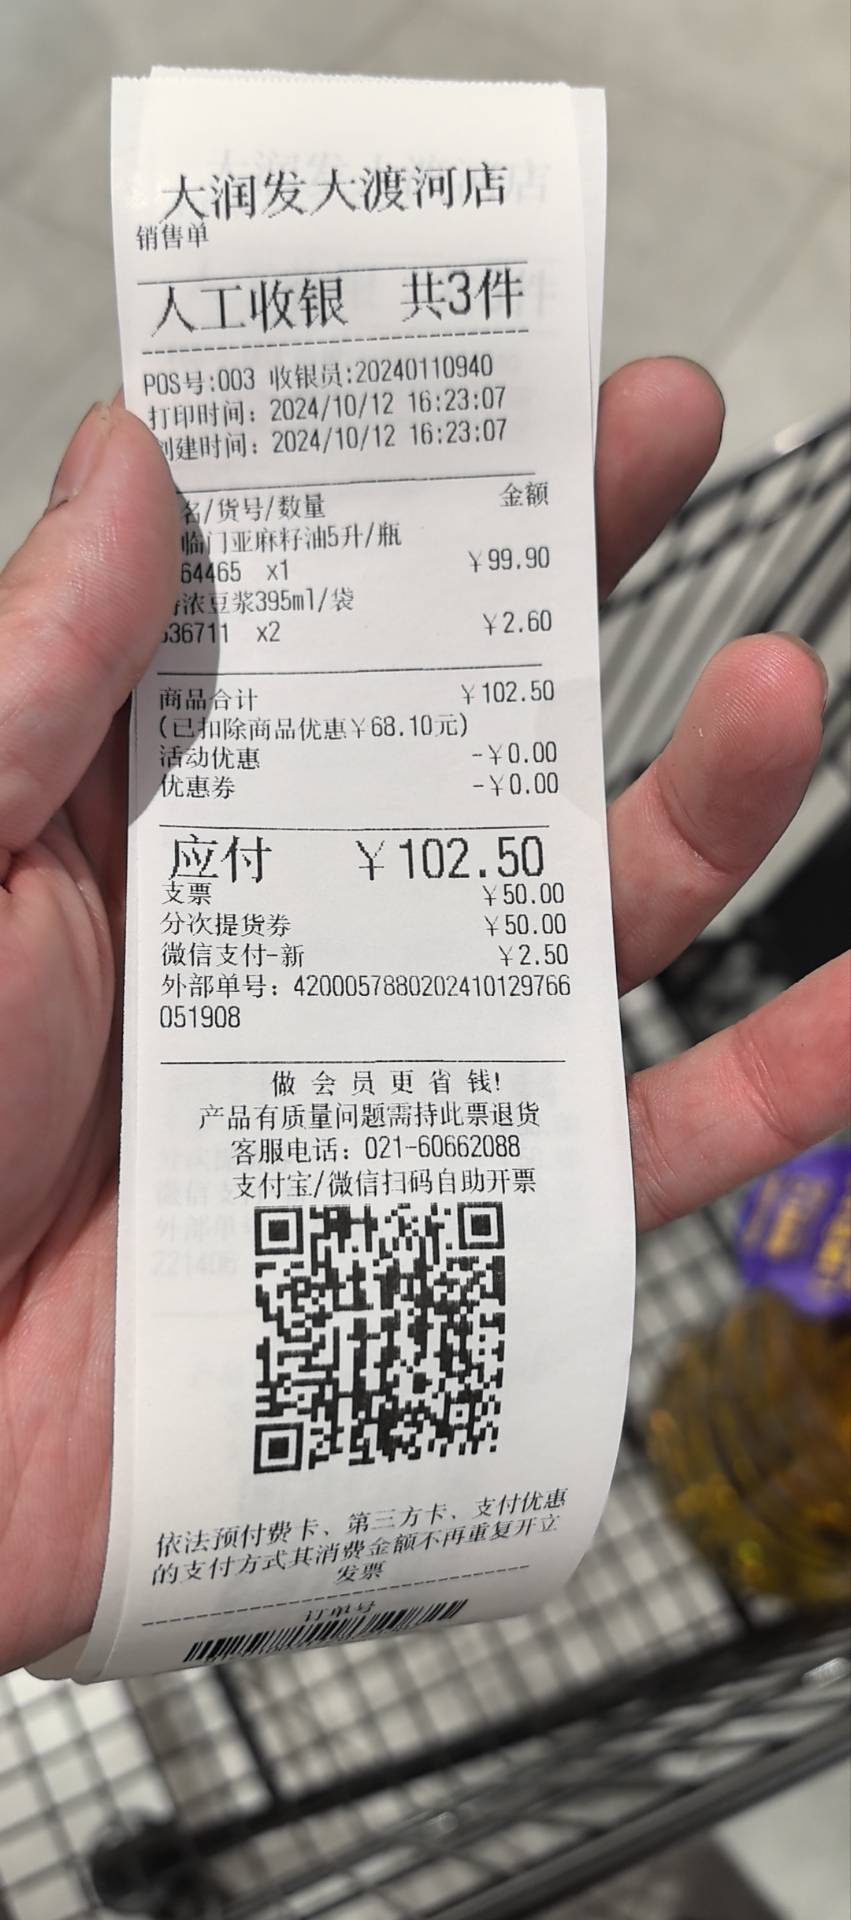 大润发大渡河店
销售单
人工收银 共3件
POS号:003 收银员:20240110940
打印时间: 2024/10/12 16:23:07
创建时间: 2024/10/12 16:23:07
名/货号/数量 金额
临门亚麻籽油5升/瓶
64465 x1 ￥99.90
浓豆浆395ml/袋
36711 x2 ￥2.60
商品合计 ￥102.50
(已扣除商品优惠￥68.10元)
活动优惠 -￥0.00
优惠券 -￥0.00
应付 ￥102.50
支票 ￥50.00
分次提货券 ￥50.00
微信支付-新 ￥2.50
外部单号: 4200057880202410129766
051908
做会员更省钱!
产品有质量问题需持此票退货
客服电话: 021-60662088
支付宝/微信扫码自助开票
依法预付费卡、第三方卡、支付优惠
的支付方式其消费金额不再重复开立
发票
订单号